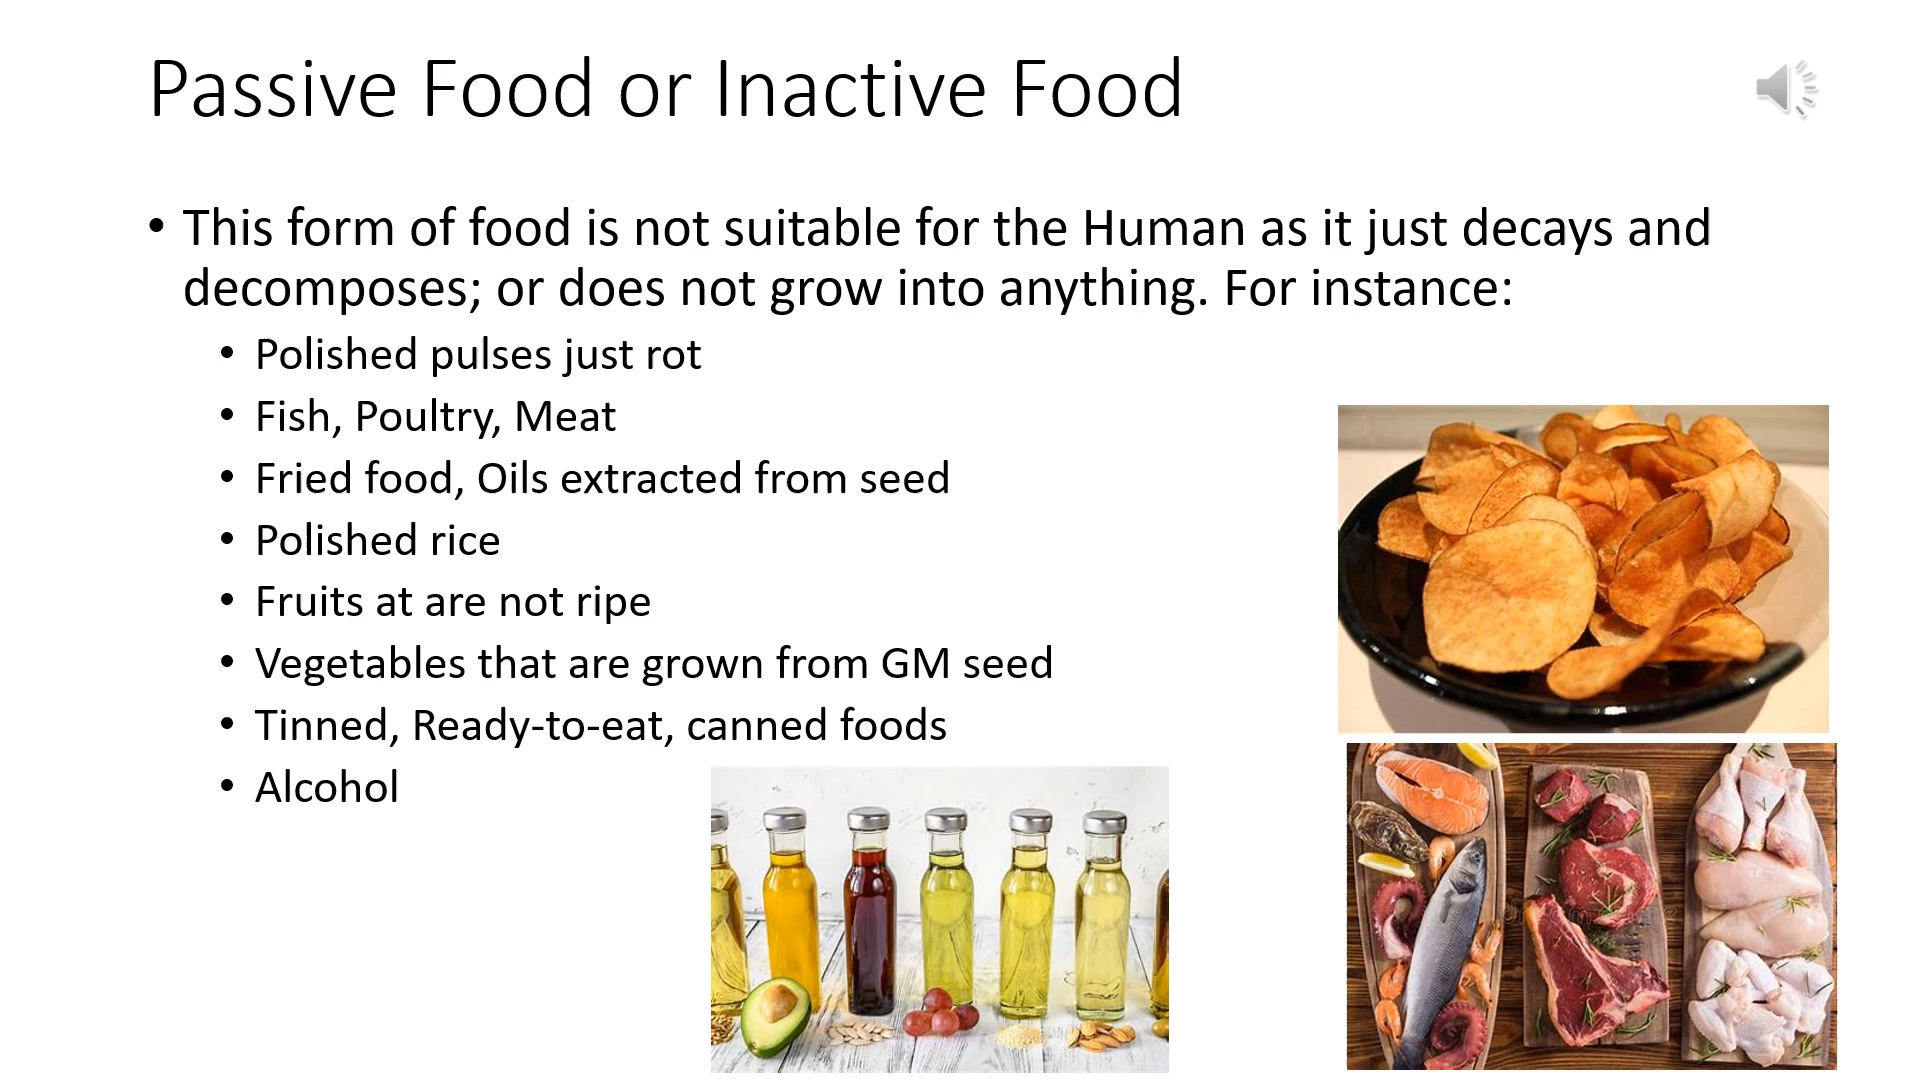 Passive Food or Inactive Food
• This form of food is not suitable for the Human as it just decays and
decomposes; or does not grow into anything. For instance:
• Polished pulses just rot
• Fish, Poultry, Meat
• Fried food, Oils extracted from seed
• Polished rice
• Fruits at are not ripe
• Vegetables that are grown from GM seed
• Tinned, Ready-to-eat, canned foods
• Alcohol